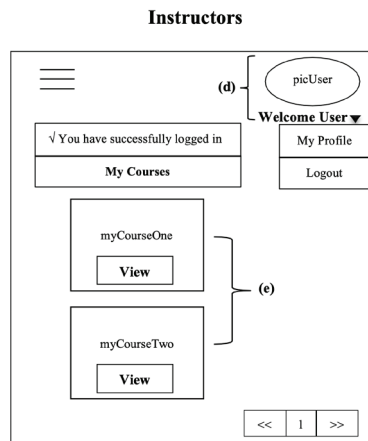 Instructors
picUser
(d)
Welcome User
√ You have successfully logged in
My Profile
My Courses
Logout
myCourseOne
View
(e)
myCourseTwo
View
<< 1 >>